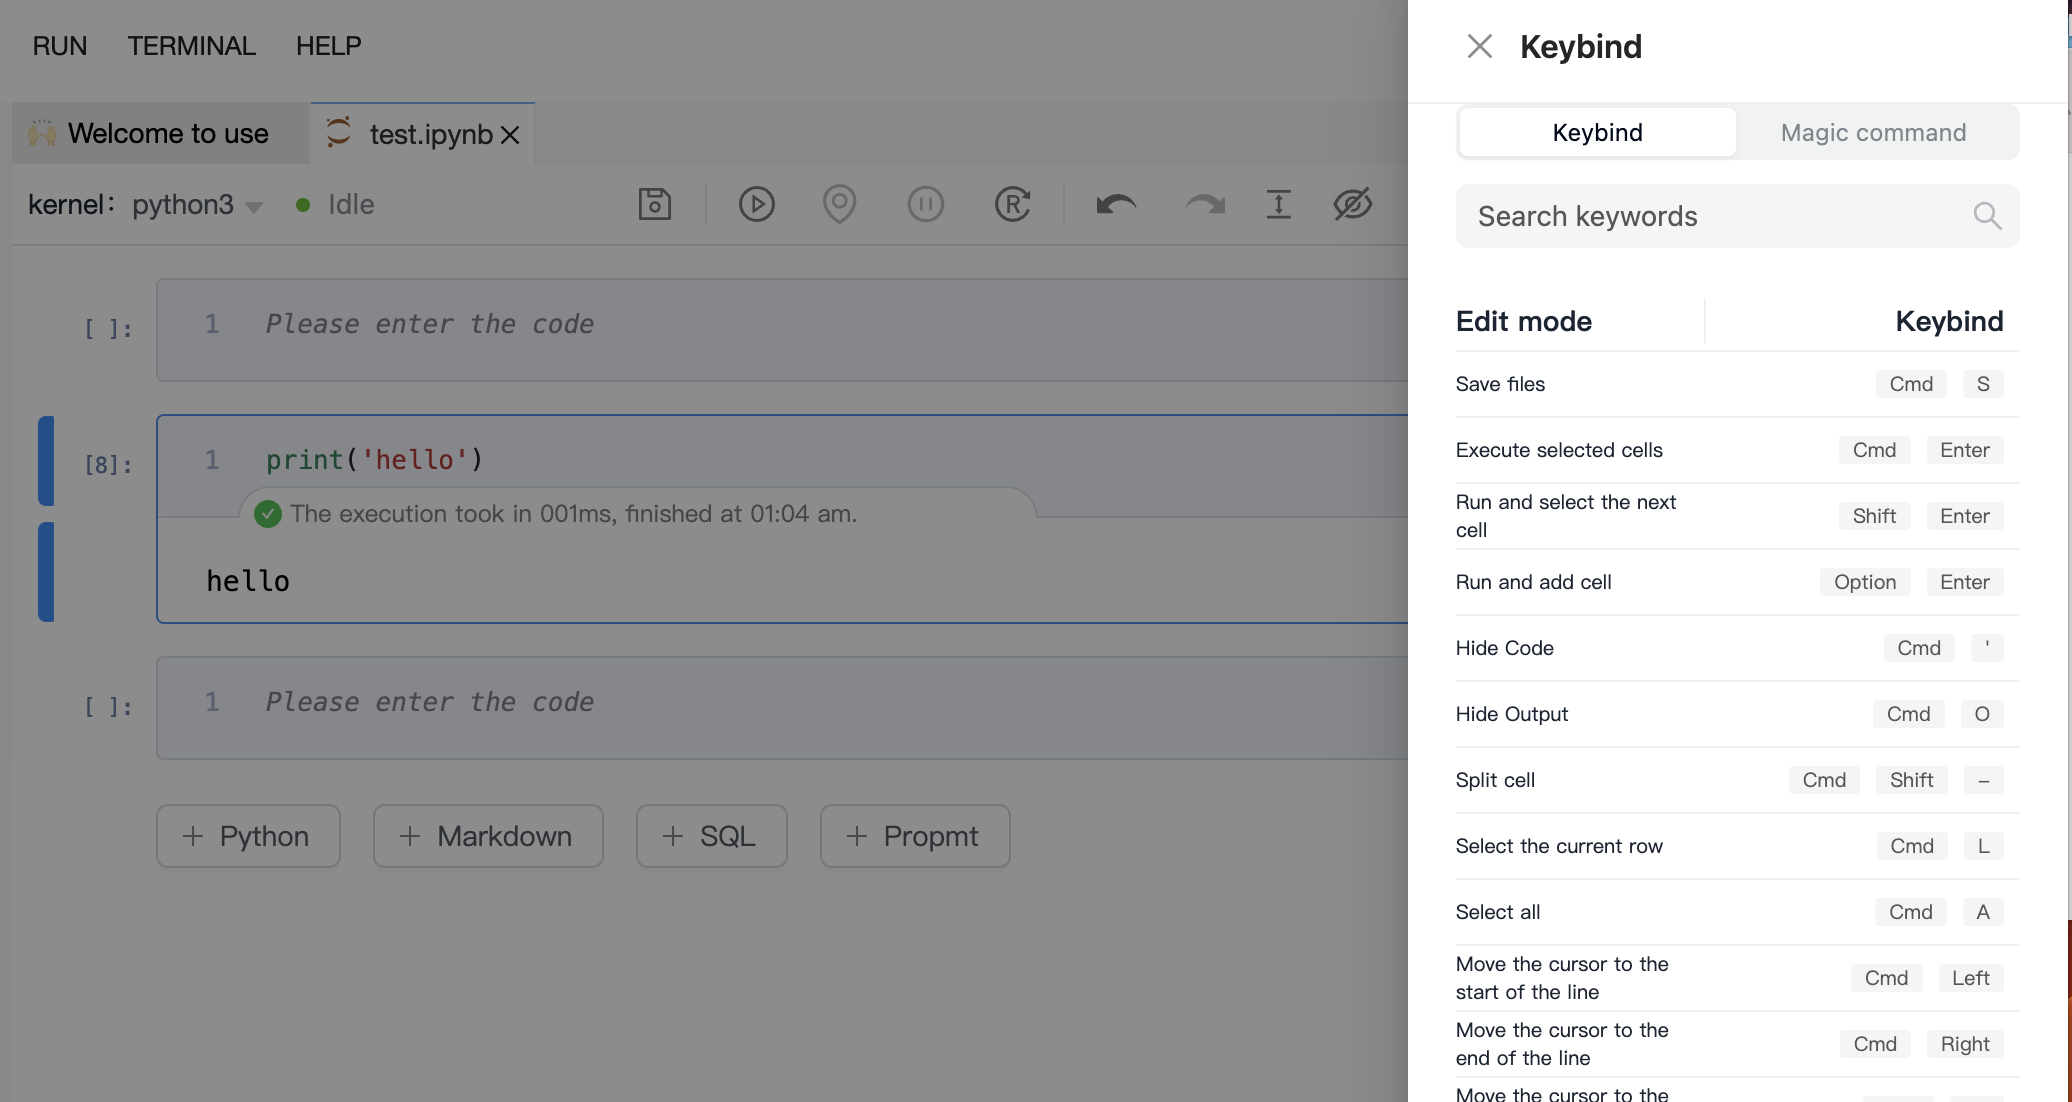 RUN TERMINAL HELP
Welcome to use test.ipynb
kernel: python3 Idle
[ ]: 1 Please enter the code
[8]: 1 print('hello')
The execution took in 001ms, finished at 01:04 am.
hello
[ ]: 1 Please enter the code
+ Python + Markdown + SQL + Propmt
Keybind
Keybind Magic command
Search keywords
Edit mode Keybind
Save files Cmd S
Execute selected cells Cmd Enter
Run and select the next
cell Shift Enter
Run and add cell Option Enter
Hide Code Cmd '
Hide Output Cmd O
Split cell Cmd Shift –
Select the current row Cmd L
Select all Cmd A
Move the cursor to the
start of the line Cmd Left
Move the cursor to the
end of the line Cmd Right
Move the cursor to the